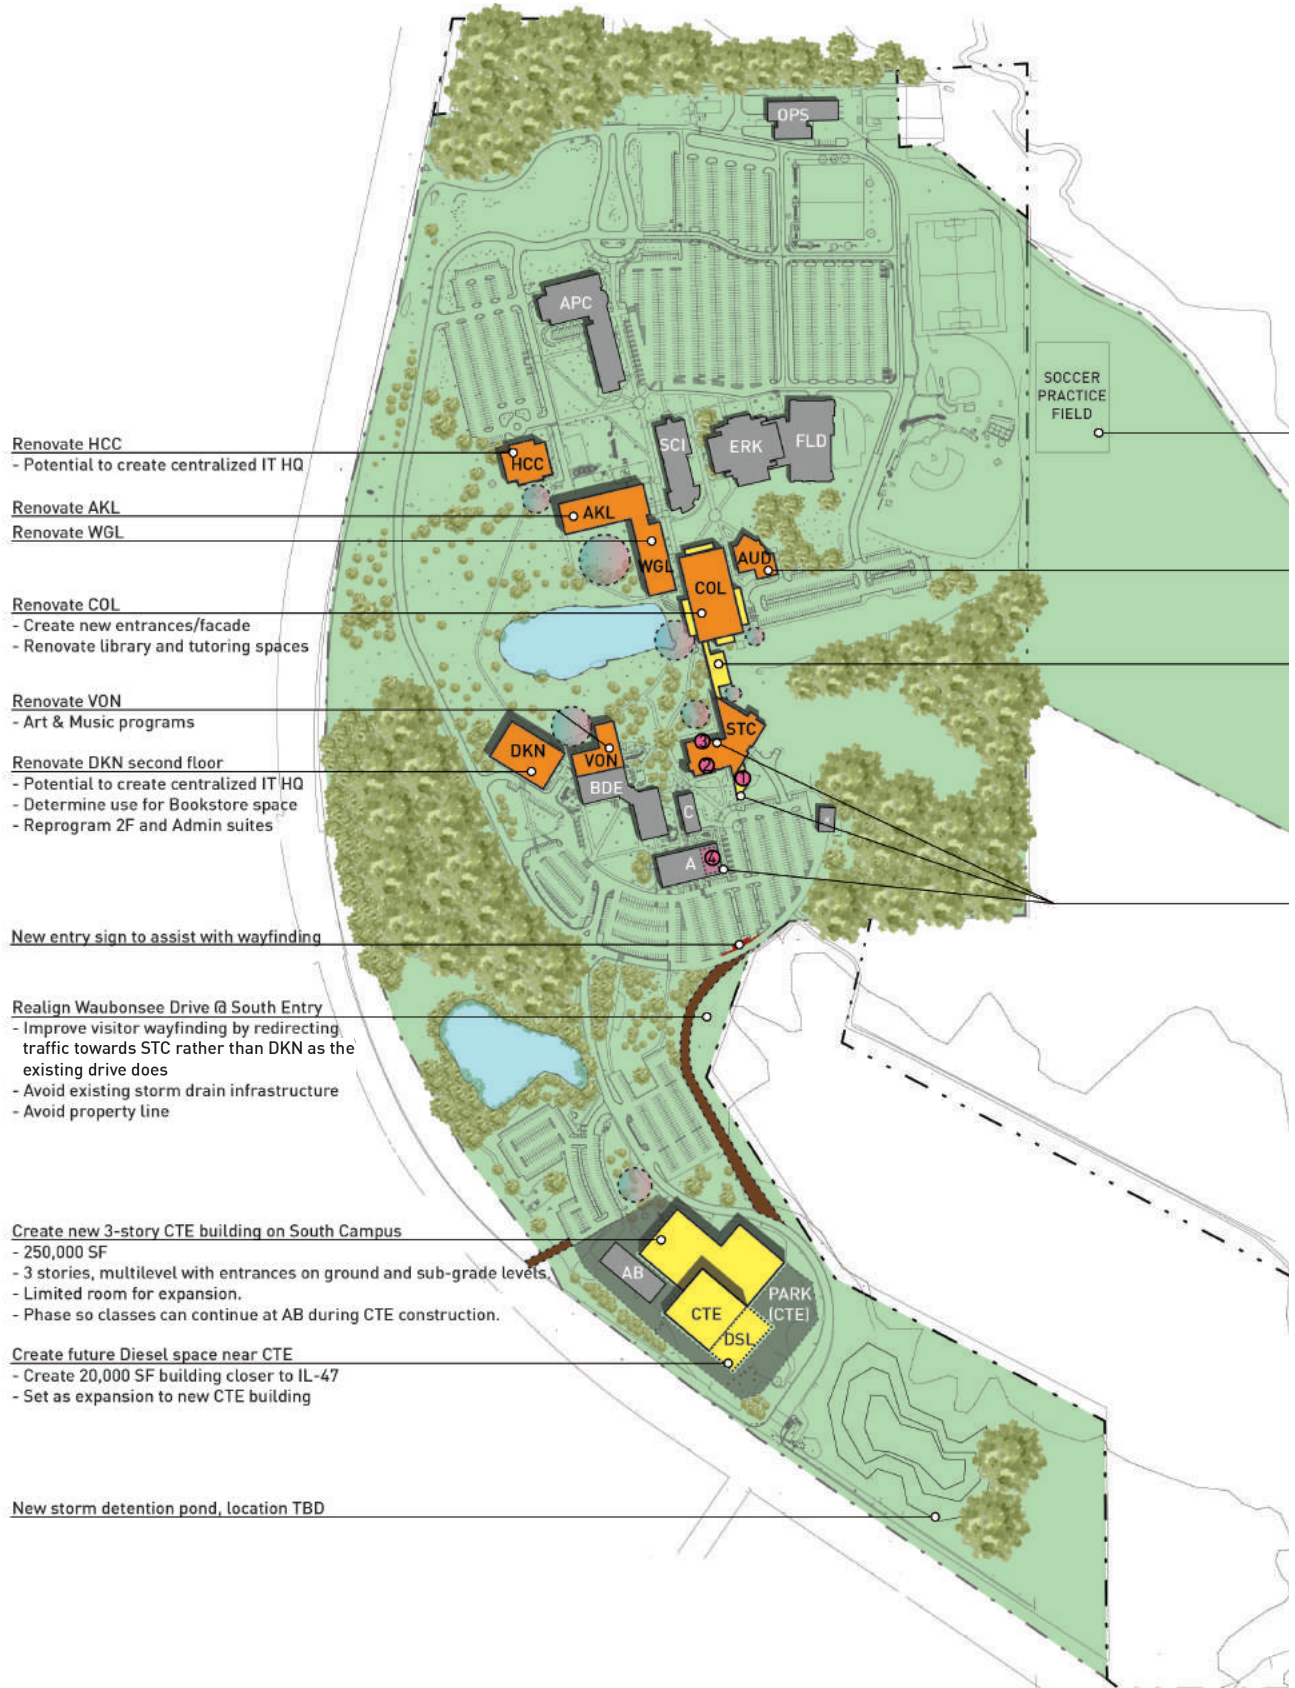 OPS
APC
SOCCER
PRACTICE
FIELD
Renovate HCC
- Potential to create centralized IT HQ
HCC
SCI
ERK
FLD
Renovate AKL
AKL
Renovate WGL
WGL
AUD
COL
Renovate COL
- Create new entrances/facade
- Renovate library and tutoring spaces
Renovate VON
- Art & Music programs
STC
3
2
1
DKN
VON
BDE
Renovate DKN second floor
- Potential to create centralized IT HQ
- Determine use for Bookstore space
- Reprogram 2F and Admin suites
C
A
4
New entry sign to assist with wayfinding
Realign Waubonsee Drive @ South Entry
- Improve visitor wayfinding by redirecting
traffic towards STC rather than DKN as the
existing drive does
- Avoid existing storm drain infrastructure
- Avoid property line
Create new 3-story CTE building on South Campus
- 250,000 SF
- 3 stories, multilevel with entrances on ground and sub-grade levels.
- Limited room for expansion.
- Phase so classes can continue at AB during CTE construction.
AB
CTE
PARK
(CTE)
DSL
Create future Diesel space near CTE
- Create 20,000 SF building closer to IL-47
- Set as expansion to new CTE building
New storm detention pond, location TBD